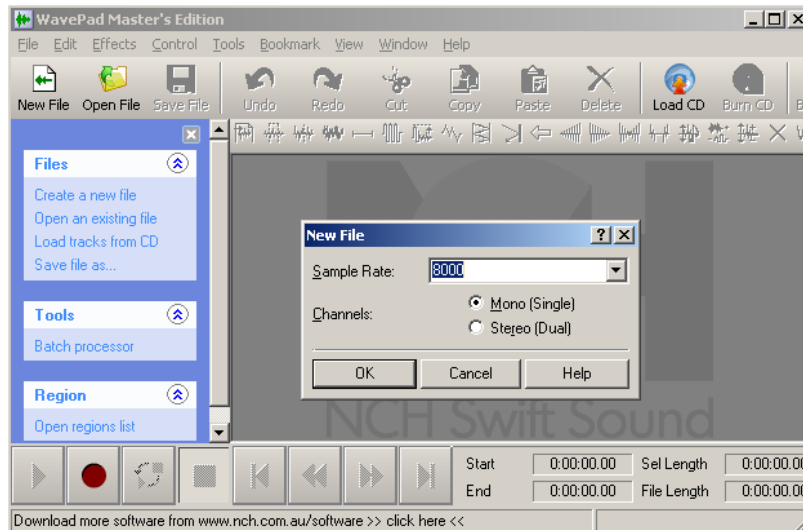 WavePad Master's Edition
File Edit Effects Control Tools Bookmark View Window Help
New File Open File Save File Undo Redo Cut Copy Paste Delete Load CD Burn CD
Files
Create a new file
Open an existing file
Load tracks from CD
Save file as...
Tools
Batch processor
Region
Open regions list
New File
Sample Rate: 8000
Channels: Mono (Single)
Stereo (Dual)
OK Cancel Help
NCH Swift Sound
Start 0:00:00.00 Sel Length 0:00:00.0
End 0:00:00.00 File Length 0:00:00.0
Download more software from www.nch.com.au/software >> click here <<